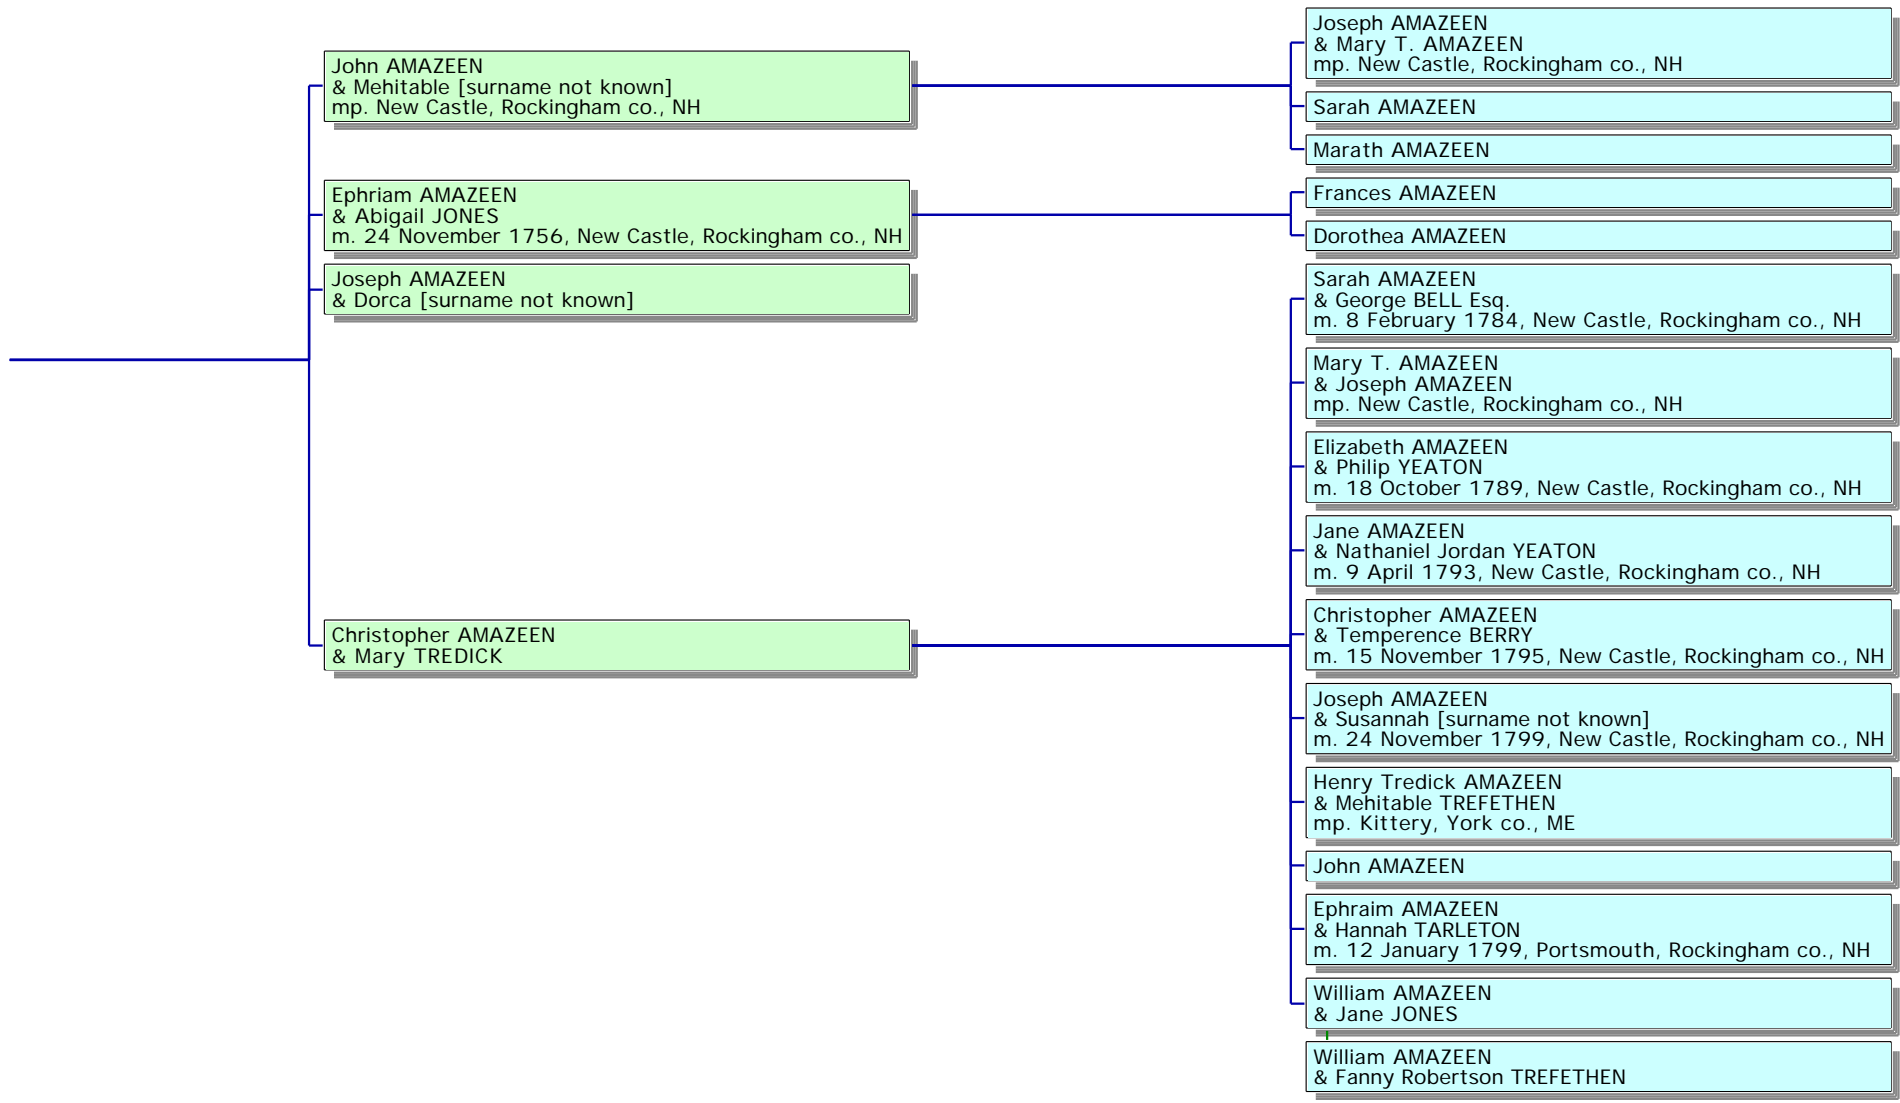 John AMAZEEN
& Mehitable [surname not known]
mp. New Castle, Rockingham co., NH
Ephriam AMAZEEN
& Abigail JONES
m. 24 November 1756, New Castle, Rockingham co., NH
Joseph AMAZEEN
& Dorca [surname not known]
Christopher AMAZEEN
& Mary TREDICK
Joseph AMAZEEN
& Mary T. AMAZEEN
mp. New Castle, Rockingham co., NH
Sarah AMAZEEN
Marath AMAZEEN
Frances AMAZEEN
Dorothea AMAZEEN
Sarah AMAZEEN
& George BELL Esq.
m. 8 February 1784, New Castle, Rockingham co., NH
Mary T. AMAZEEN
& Joseph AMAZEEN
mp. New Castle, Rockingham co., NH
Elizabeth AMAZEEN
& Philip YEATON
m. 18 October 1789, New Castle, Rockingham co., NH
Jane AMAZEEN
& Nathaniel Jordan YEATON
m. 9 April 1793, New Castle, Rockingham co., NH
Christopher AMAZEEN
& Temperence BERRY
m. 15 November 1795, New Castle, Rockingham co., NH
Joseph AMAZEEN
& Susannah [surname not known]
m. 24 November 1799, New Castle, Rockingham co., NH
Henry Tredick AMAZEEN
& Mehitable TREFETHEN
mp. Kittery, York co., ME
John AMAZEEN
Ephraim AMAZEEN
& Hannah TARLETON
m. 12 January 1799, Portsmouth, Rockingham co., NH
William AMAZEEN
& Jane JONES
William AMAZEEN
& Fanny Robertson TREFETHEN